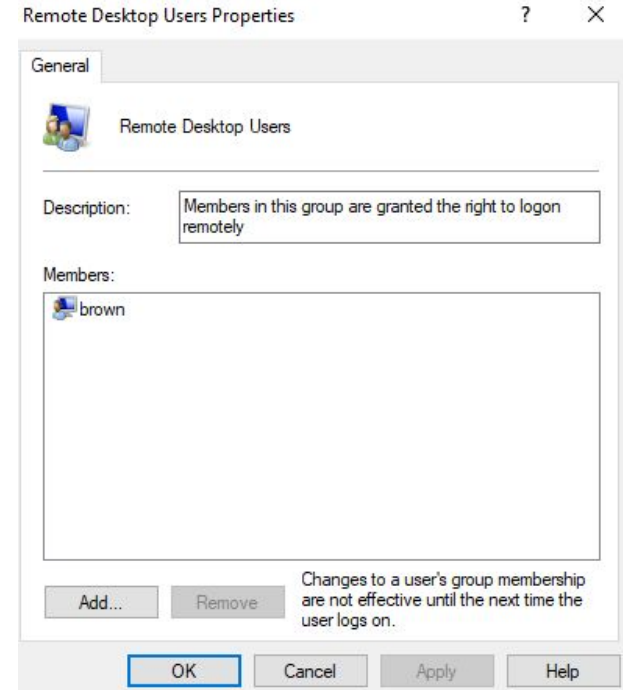 Remote Desktop Users Properties ? ×
General
Remote Desktop Users
Description:
Members in this group are granted the right to logon
remotely
Members:
brown
Add...
Remove
Changes to a user's group membership
are not effective until the next time the
user logs on.
OK
Cancel
Apply
Help